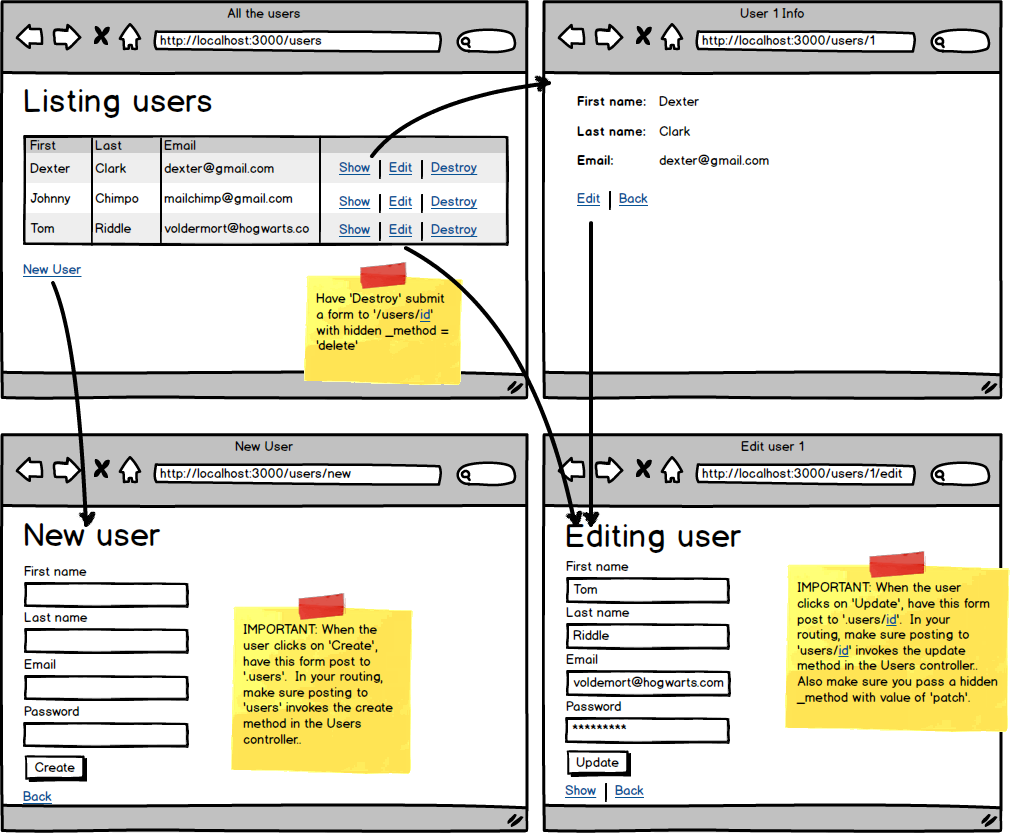 All the users
http://localhost:3000/users
Listing users
First Last Email
Dexter Clark dexter@gmail.com Show | Edit | Destroy
Johnny Chimpo mailchimp@gmail.com Show | Edit | Destroy
Tom Riddle voldermort@hogwarts.co Show | Edit | Destroy
New User
Have 'Destroy' submit
a form to '/users/id'
with hidden _method =
'delete'
User 1 Info
http://localhost:3000/users/1
First name: Dexter
Last name: Clark
Email: dexter@gmail.com
Edit | Back
New User
http://localhost:3000/users/new
New user
First name
Last name
Email
Password
Create
Back
IMPORTANT: When the
user clicks on 'Create',
have this form post to
'.users'. In your routing,
make sure posting to
'users' invokes the create
method in the Users
controller..
Edit user 1
http://localhost:3000/users/1/edit
Editing user
First name
Tom
Last name
Riddle
Email
voldemort@hogwarts.com
Password
*********
Update
Show | Back
IMPORTANT: When the user
clicks on 'Update', have this form
post to '.users/id'. In your
routing, make sure posting to
'users/id' invokes the update
method in the Users controller..
Also make sure you pass a hidden
_method with value of 'patch'.